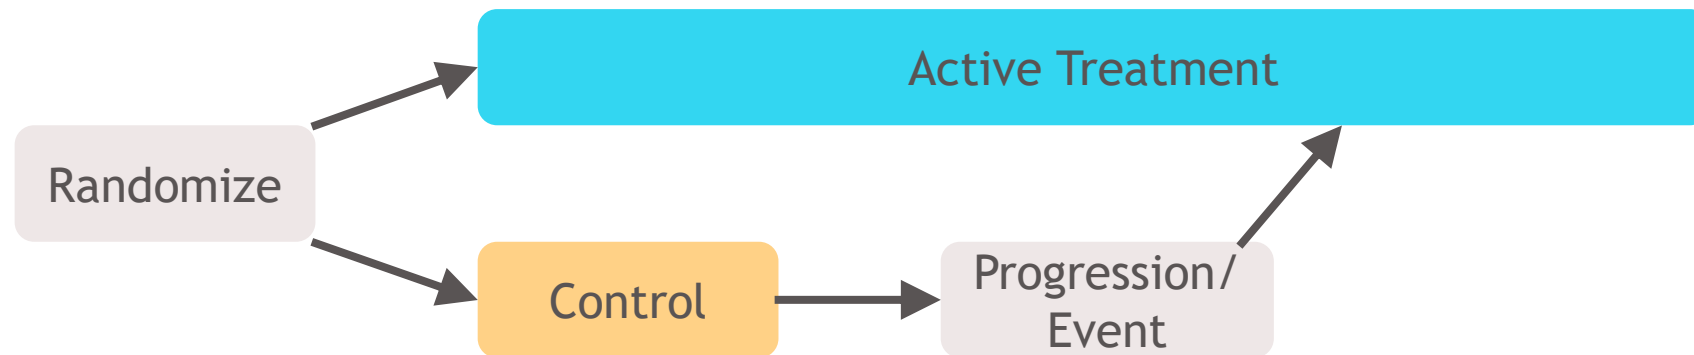 Active Treatment
Randomize
Control
Progression/
Event